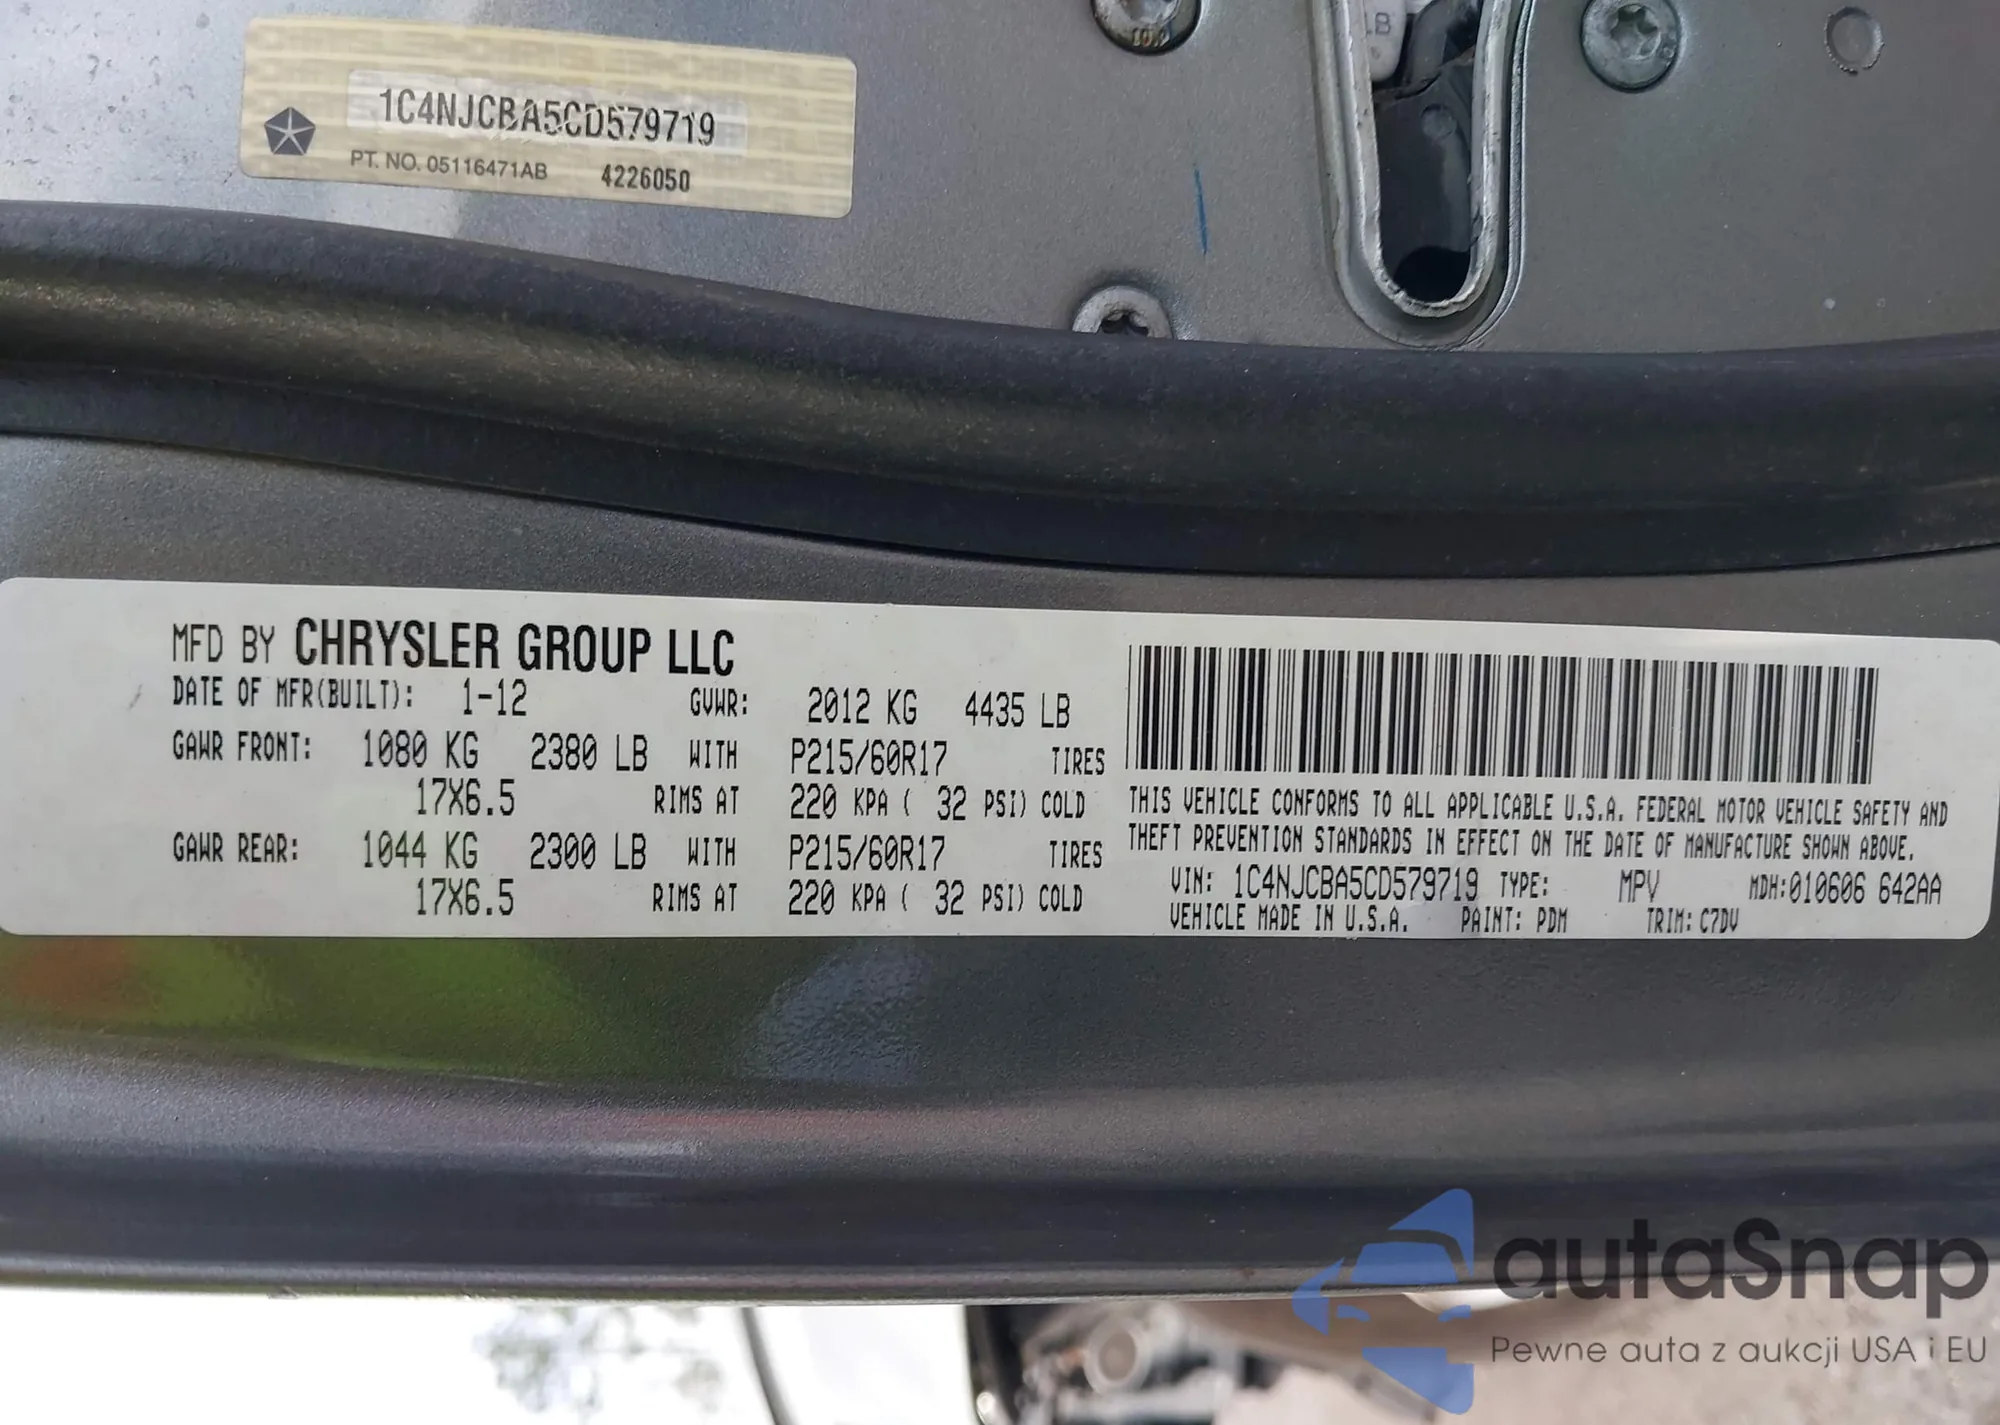 1C4NJCBA5CD579719
PT. NO. 05116471AB 4226050
MFD BY CHRYSLER GROUP LLC
DATE OF MFR(BUILT): 1-12 GVWR: 2012 KG 4435 LB
GAWR FRONT: 1080 KG 2380 LB WITH P215/60R17 TIRES
17X6.5 RIMS AT 220 KPA ( 32 PSI) COLD
GAWR REAR: 1044 KG 2300 LB WITH P215/60R17 TIRES
17X6.5 RIMS AT 220 KPA ( 32 PSI) COLD
THIS VEHICLE CONFORMS TO ALL APPLICABLE U.S.A. FEDERAL MOTOR VEHICLE SAFETY AND
THEFT PREVENTION STANDARDS IN EFFECT ON THE DATE OF MANUFACTURE SHOWN ABOVE.
VIN: 1C4NJCBA5CD579719 TYPE: MPV MDH:010606 642AA
VEHICLE MADE IN U.S.A. PAINT: PDM TRIM: C7DV
autaSnap
Pewne auta z aukcji USA i EU